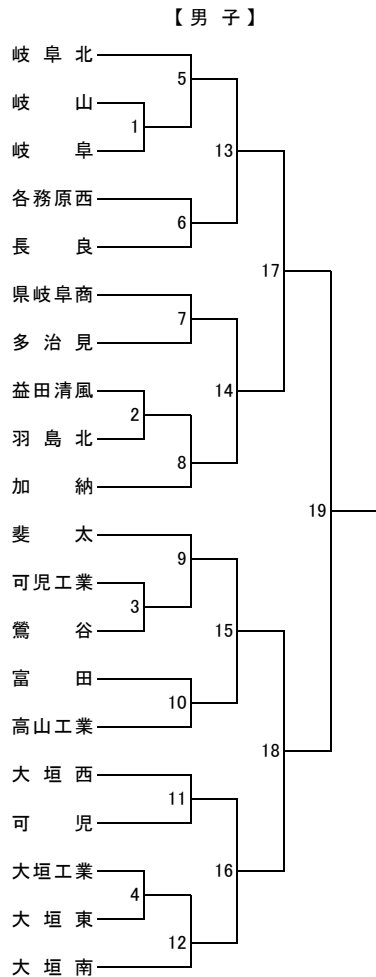 【男子】
岐阜北
5
岐山
1
岐阜
13
各務原西
6
長良
17
県岐阜商
7
多治見
14
益田清風
2
羽島北
8
加納
19
斐太
9
可児工業
3
鶯谷
15
富田
10
高山工業
18
大垣西
11
可児
16
大垣工業
4
大垣東
12
大垣南